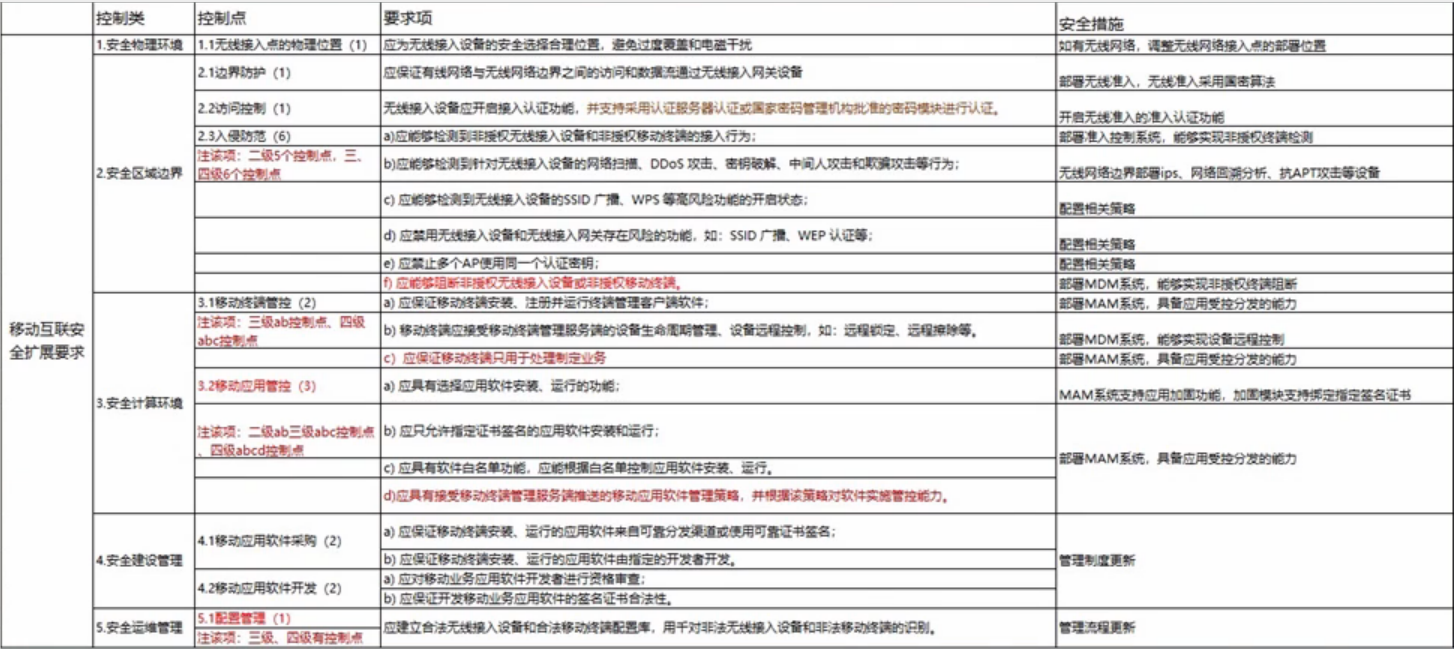 控制类 控制点 要求项 安全措施
移动互联安
全扩展要求
1.安全物理环境 1.1无线接入点的物理位置（1） 应为无线接入设备的安全选择合理位置，避免过度覆盖和电磁干扰 如有无线网络，调整无线网络接入点的部署位置
2.安全区域边界
2.1边界防护（1） 应保证有线网络与无线网络边界之间的访问和数据流通过无线接入网关设备 部署无线准入，无线准入采用国密算法
2.2访问控制（1） 无线接入设备应开启接入认证功能，并支持采用认证服务器认证或国家密码管理机构批准的密码模块进行认证。 开启无线准入的准入认证功能
2.3入侵防范（6） a)应能够检测到非授权无线接入设备和非授权移动终端的接入行为； 部署准入控制系统，能够实现非授权终端检测
注该项：二级5个控制点，三、
四级6个控制点
b)应能够检测到针对无线接入设备的网络扫描、DDoS 攻击、密钥破解、中间人攻击和欺骗攻击等行为； 无线网络边界部署ips、网络回溯分析、抗APT攻击等设备
c) 应能够检测到无线接入设备的SSID 广播、WPS 等高风险功能的开启状态； 配置相关策略
d) 应禁用无线接入设备和无线接入网关存在风险的功能，如：SSID 广播、WEP 认证等； 配置相关策略
e) 应禁止多个AP使用同一个认证密钥； 配置相关策略
f) 应能够阻断非授权无线接入设备或非授权移动终端。 部署MDM系统，能够实现非授权终端阻断
3.安全计算环境
3.1移动终端管控（2） a) 应保证移动终端安装、注册并运行终端管理客户端软件； 部署MAM系统，具备应用受控分发的能力
注该项：三级ab控制点、四级
abc控制点
b) 移动终端应接受移动终端管理服务端的设备生命周期管理、设备远程控制，如：远程锁定、远程擦除等。 部署MDM系统，能够实现设备远程控制
c) 应保证移动终端只用于处理制定业务 部署MAM系统，具备应用受控分发的能力
3.2移动应用管控（3） a) 应具有选择应用软件安装、运行的功能； MAM系统支持应用加固功能，加固模块支持绑定指定签名证书
注该项：二级ab三级abc控制点
、四级abcd控制点
b) 应只允许指定证书签名的应用软件安装和运行；
c) 应具有软件白名单功能，应能根据白名单控制应用软件安装、运行。
部署MAM系统，具备应用受控分发的能力
d)应具有接受移动终端管理服务端推送的移动应用软件管理策略，并根据该策略对软件实施管控能力。
4.安全建设管理
4.1移动应用软件采购（2） a) 应保证移动终端安装、运行的应用软件来自可靠分发渠道或使用可靠证书签名；
b) 应保证移动终端安装、运行的应用软件由指定的开发者开发。
管理制度更新
4.2移动应用软件开发（2） a) 应对移动业务应用软件开发者进行资格审查；
b) 应保证开发移动业务应用软件的签名证书合法性。
5.安全运维管理
5.1配置管理（1）
注该项：三级、四级有控制点
应建立合法无线接入设备和合法移动终端配置库，用千对非法无线接入设备和非法移动终端的识别。 管理流程更新